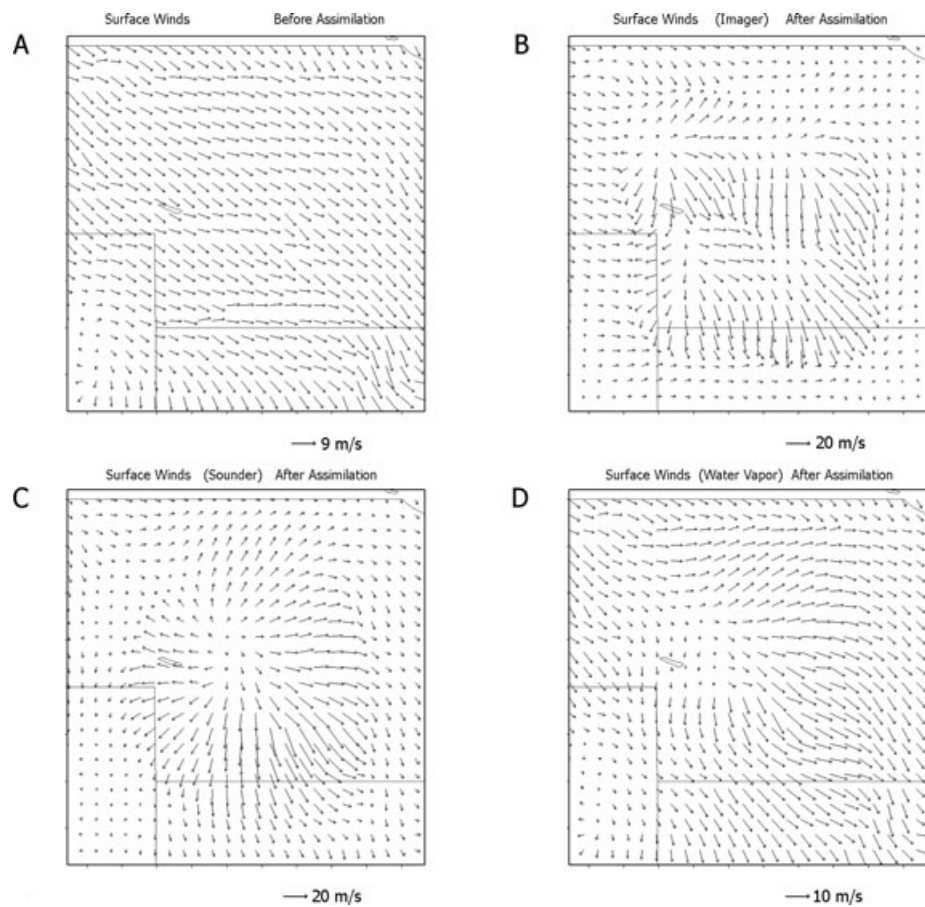 Surface Winds Before Assimilation
A
9 m/s
Surface Winds (Imager) After Assimilation
B
20 m/s
Surface Winds (Sounder) After Assimilation
C
20 m/s
Surface Winds (Water Vapor) After Assimilation
D
10 m/s